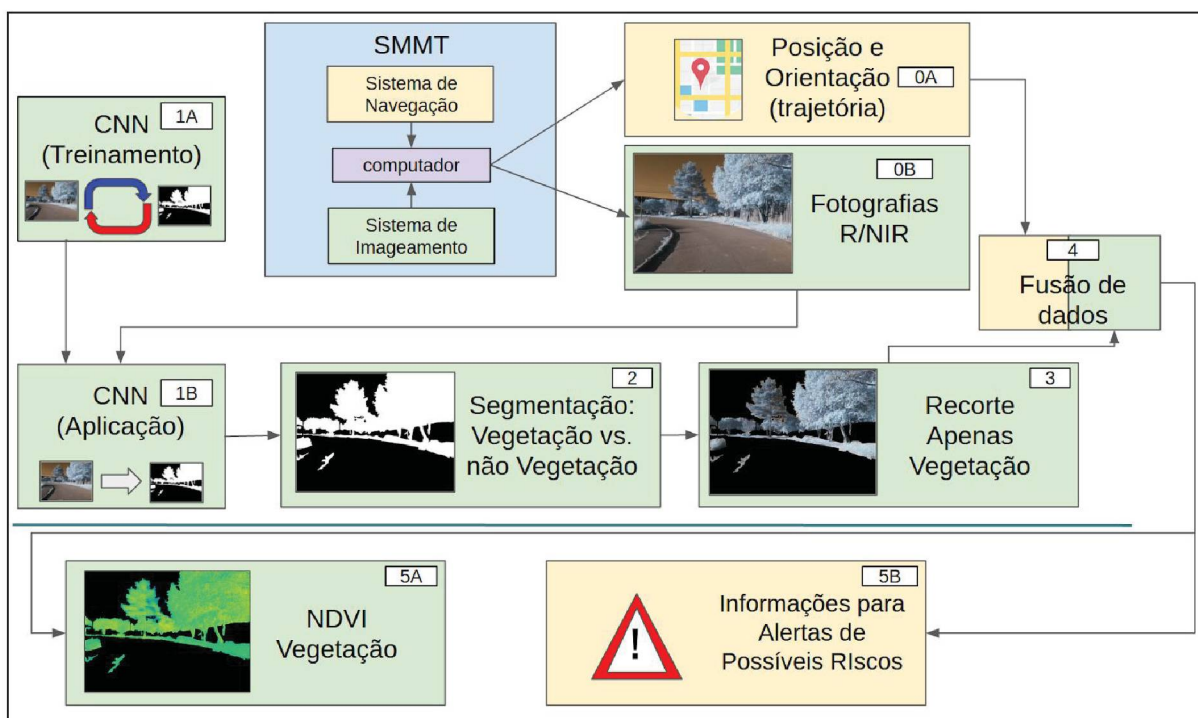 SMMT
Sistema de
Navegação
computador
Sistema de
Imageamento
Posição e
Orientação
(trajetória)
0A
0B
Fotografias
R/NIR
1A
CNN
(Treinamento)
4
Fusão de
dados
1B
CNN
(Aplicação)
2
Segmentação:
Vegetação vs.
não Vegetação
3
Recorte
Apenas
Vegetação
5A
NDVI
Vegetação
5B
!
Informações para
Alertas de
Possíveis RIscos